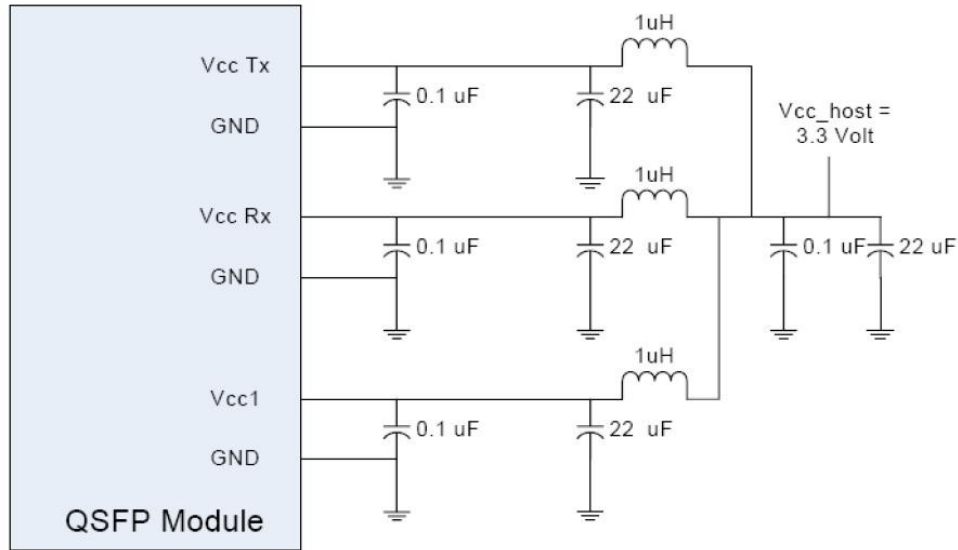 1uH
Vcc Tx
0.1 uF
22 uF
GND
Vcc_host =
3.3 Volt
1uH
Vcc Rx
0.1 uF
22 uF
0.1 uF
22 uF
GND
1uH
Vcc1
0.1 uF
22 uF
GND
QSFP Module